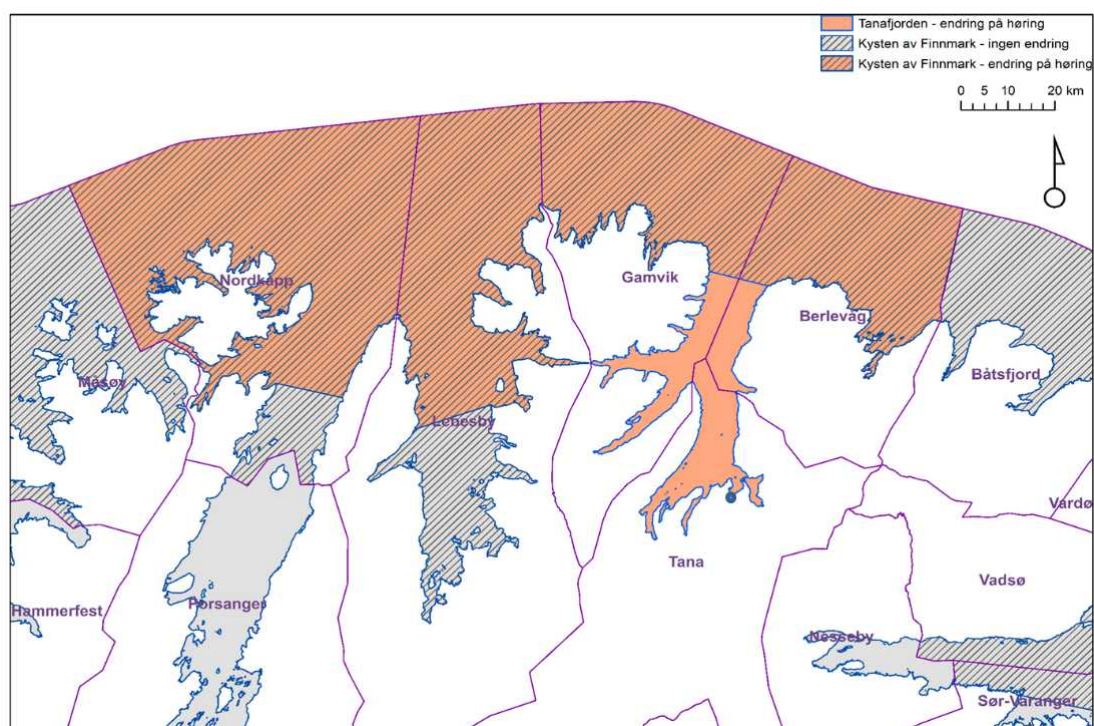 Tanafjorden - endring på høring
Kysten av Finnmark - ingen endring
Kysten av Finnmark - endring på høring
0 5 10 20 km
Nordkapp
Gamvik
Berlevåg
Måsøy
Båtsfjord
Lebesby
Vardø
Tana
Vadsø
Hammerfest
Porsanger
Nesseby
Sør-Varanger